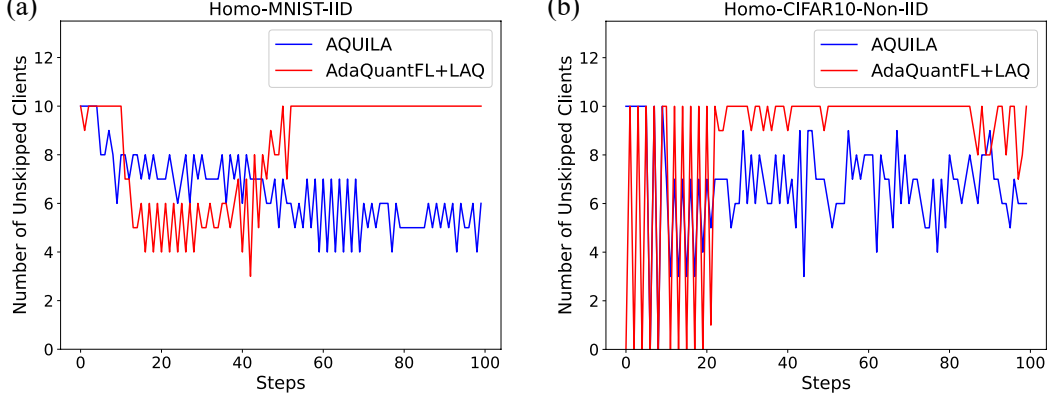 (a)
Homo-MNIST-IID
AQUILA
AdaQuantFL+LAQ
Number of Unskipped Clients
12
10
8
6
4
2
0
0 20 40 60 80 100
Steps
(b)
Homo-CIFAR10-Non-IID
AQUILA
AdaQuantFL+LAQ
Number of Unskipped Clients
12
10
8
6
4
2
0
0 20 40 60 80 100
Steps